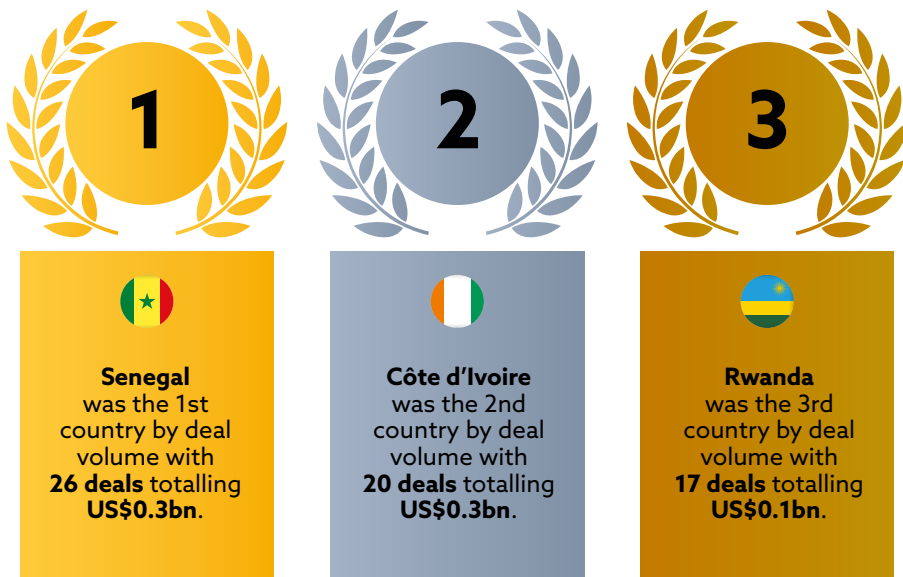 1
2
3
Senegal
was the 1st
country by deal
volume with
26 deals totalling
US$0.3bn.
Côte d’Ivoire
was the 2nd
country by deal
volume with
20 deals totalling
US$0.3bn.
Rwanda
was the 3rd
country by deal
volume with
17 deals totalling
US$0.1bn.